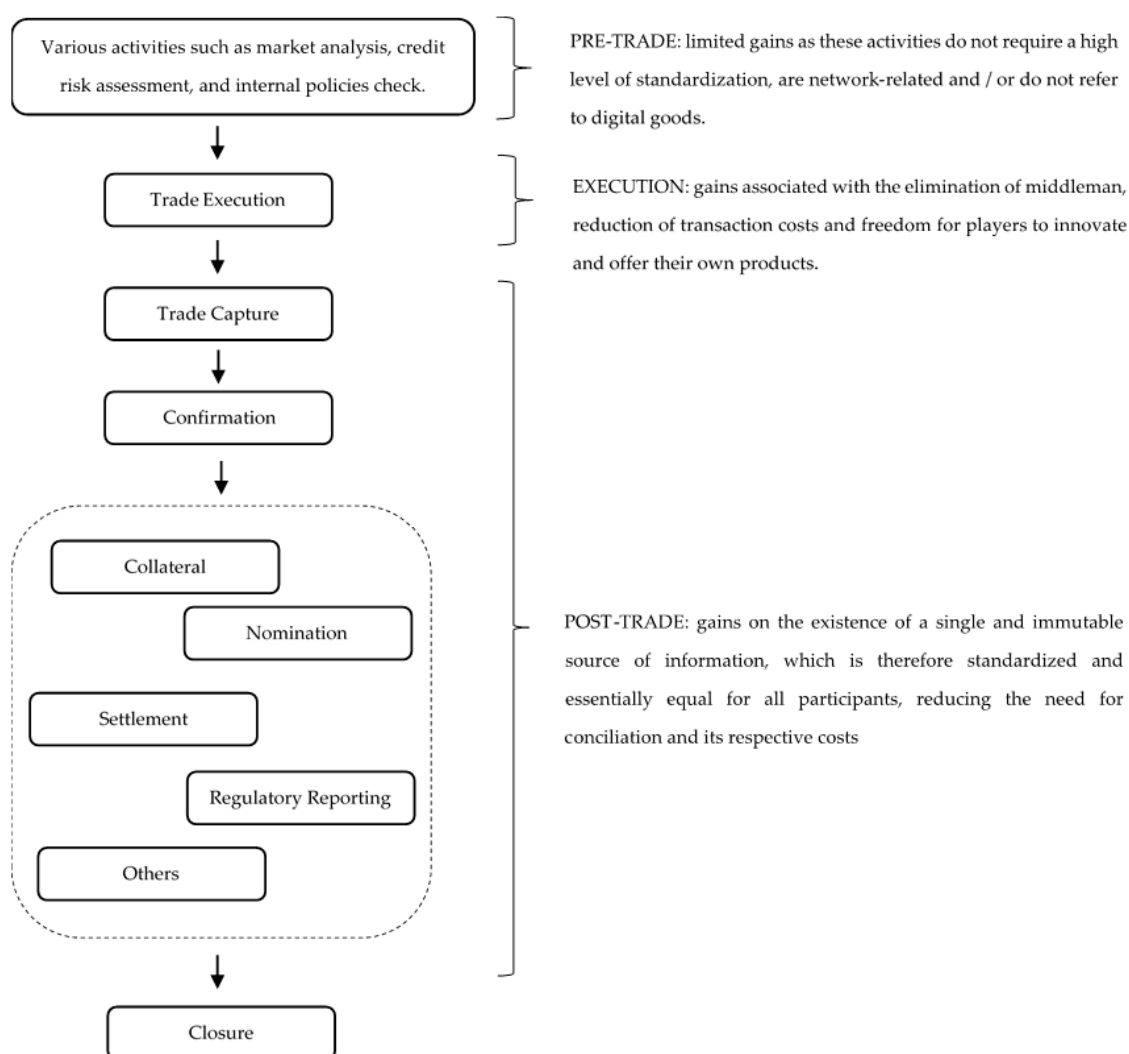 Various activities such as market analysis, credit
risk assessment, and internal policies check.
PRE-TRADE: limited gains as these activities do not require a high
level of standardization, are network-related and / or do not refer
to digital goods.
Trade Execution
EXECUTION: gains associated with the elimination of middleman,
reduction of transaction costs and freedom for players to innovate
and offer their own products.
Trade Capture
Confirmation
Collateral
Nomination
Settlement
Regulatory Reporting
Others
POST-TRADE: gains on the existence of a single and immutable
source of information, which is therefore standardized and
essentially equal for all participants, reducing the need for
conciliation and its respective costs
Closure